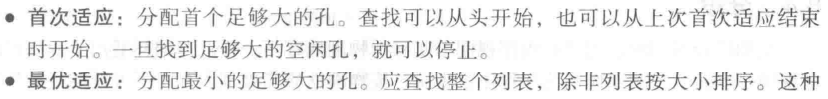 ● 首次适应：分配首个足够大的孔。查找可以从头开始，也可以从上次首次适应结束
时开始。一旦找到足够大的空闲孔，就可以停止。
● 最优适应：分配最小的足够大的孔。应查找整个列表，除非列表按大小排序。这种